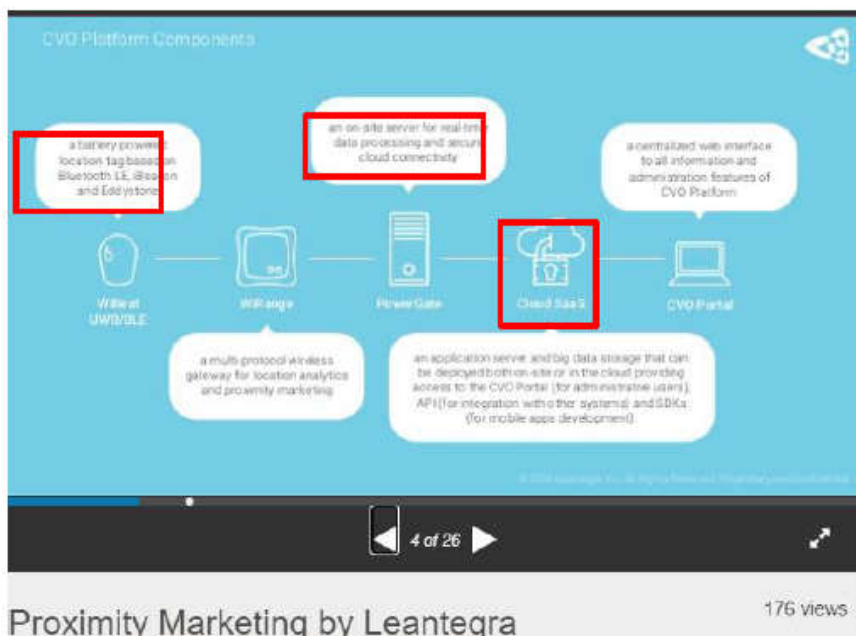 CVO Platform Components
a battery powered
location tag based on
Bluetooth LE, iBeacon
and Eddystone
an on-site server for real-time
data processing and secure
cloud connectivity
a centralized web interface
to all information and
administration features of
CVO Platform
WiBeat
UWB/BLE
WiRange
PowerGate
Cloud SaaS
CVO Portal
a multi-protocol wireless
gateway for location analytics
and proximity marketing
an application server and big data storage that can
be deployed both on-site or in the cloud providing
access to the CVO Portal (for administrative users),
API (for integration with other systems) and SDKs
(for mobile apps development)
4 of 26
Proximity Marketing by Leantegra
176 views